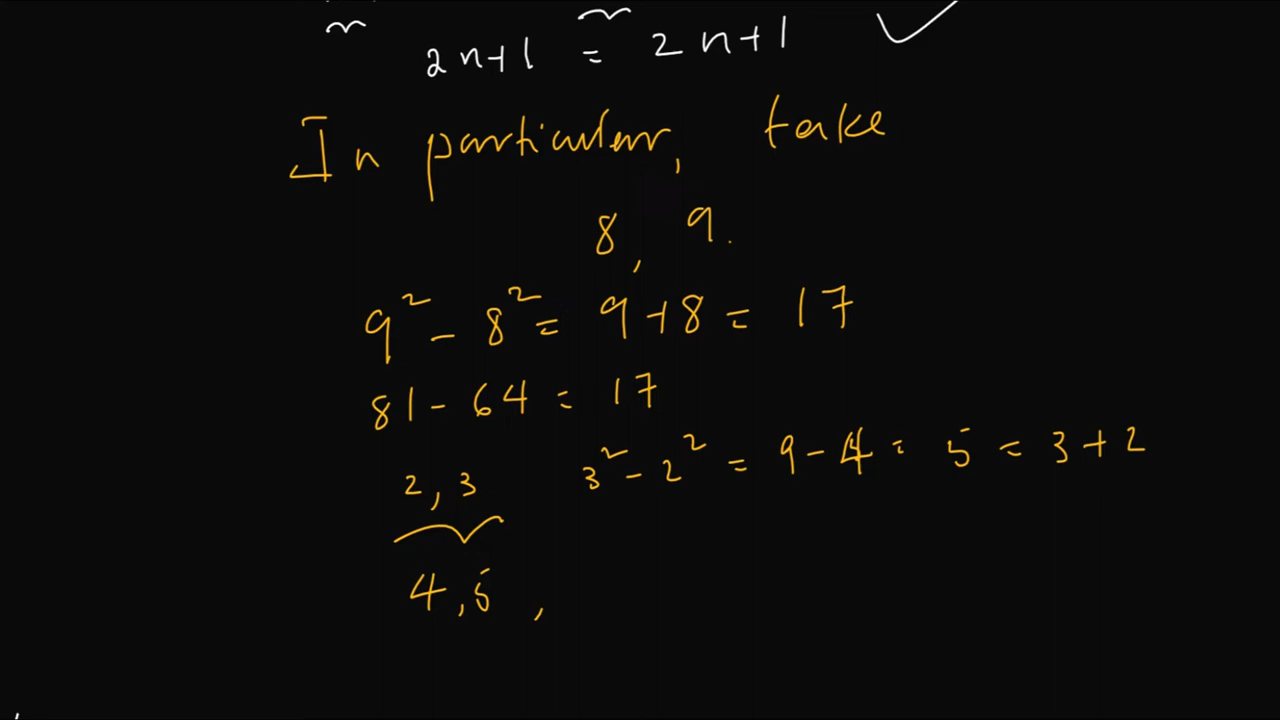 2n+1 = 2n+1 ✓
In particular, take
8, 9.
9² - 8² = 9+8 = 17
81 - 64 = 17
3² - 2² = 9 - 4 = 5 = 3+2
2, 3
4, 5,